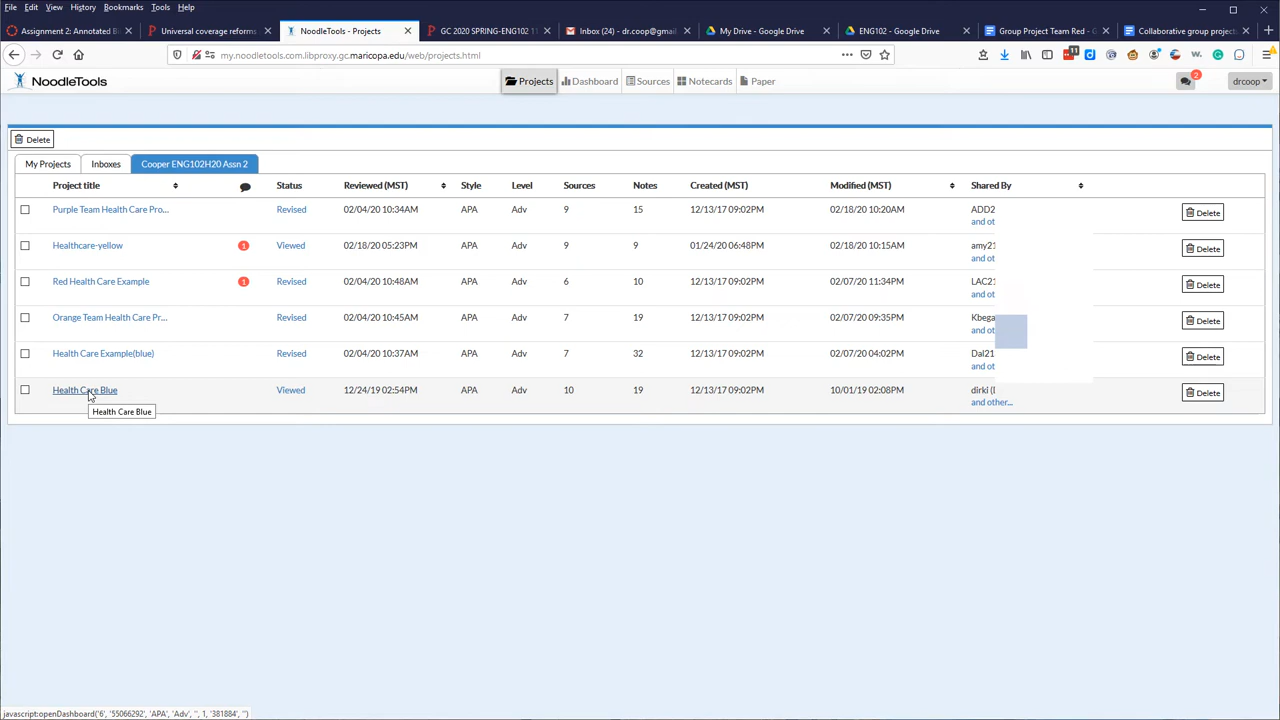 File Edit View History Bookmarks Tools Help
Assignment 2: Annotated B
Universal coverage reforms
NoodleTools - Projects
GC 2020 SPRING-ENG102 1
Inbox (24) - dr.coop@gmail
My Drive - Google Drive
ENG102 - Google Drive
Group Project Team Red - G
Collaborative group projects
my.noodletools.com.libproxy.gc.maricopa.edu/web/projects.html
NoodleTools
Projects Dashboard Sources Notecards Paper 2 drcoop
Delete
My Projects Inboxes Cooper ENG102H20 Assn 2
Project title Status Reviewed (MST) Style Level Sources Notes Created (MST) Modified (MST) Shared By
Purple Team Health Care Pro... Revised 02/04/20 10:34AM APA Adv 9 15 12/13/17 09:02PM 02/18/20 10:20AM ADD2 Delete
and ot
Healthcare-yellow 1 Viewed 02/18/20 05:23PM APA Adv 9 9 01/24/20 06:48PM 02/18/20 10:15AM amy21 Delete
and ot
Red Health Care Example 1 Revised 02/04/20 10:48AM APA Adv 6 10 12/13/17 09:02PM 02/07/20 11:34PM LAC21 Delete
and ot
Orange Team Health Care Pr... Revised 02/04/20 10:45AM APA Adv 7 19 12/13/17 09:02PM 02/07/20 09:35PM Kbega Delete
and ot
Health Care Example(blue) Revised 02/04/20 10:37AM APA Adv 7 32 12/13/17 09:02PM 02/07/20 04:02PM Dal21 Delete
and ot
Health Care Blue Viewed 12/24/19 02:54PM APA Adv 10 19 12/13/17 09:02PM 10/01/19 02:08PM dirki Delete
and other...
Health Care Blue
javascript:openDashboard('6', '55066292', 'APA', 'Adv', '', 1, '381884', '')